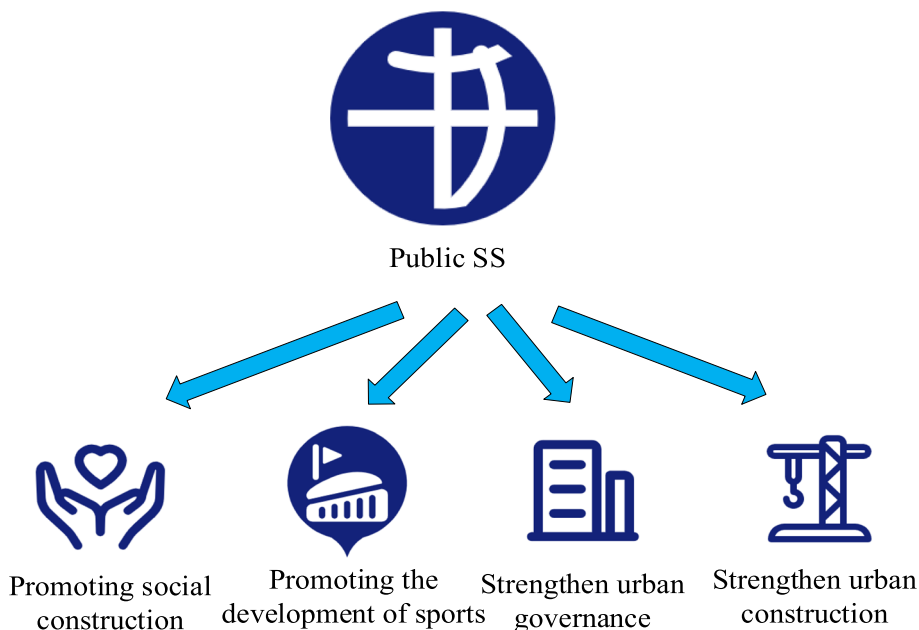 Public SS
Promoting social
construction
Promoting the
development of sports
Strengthen urban
governance
Strengthen urban
construction